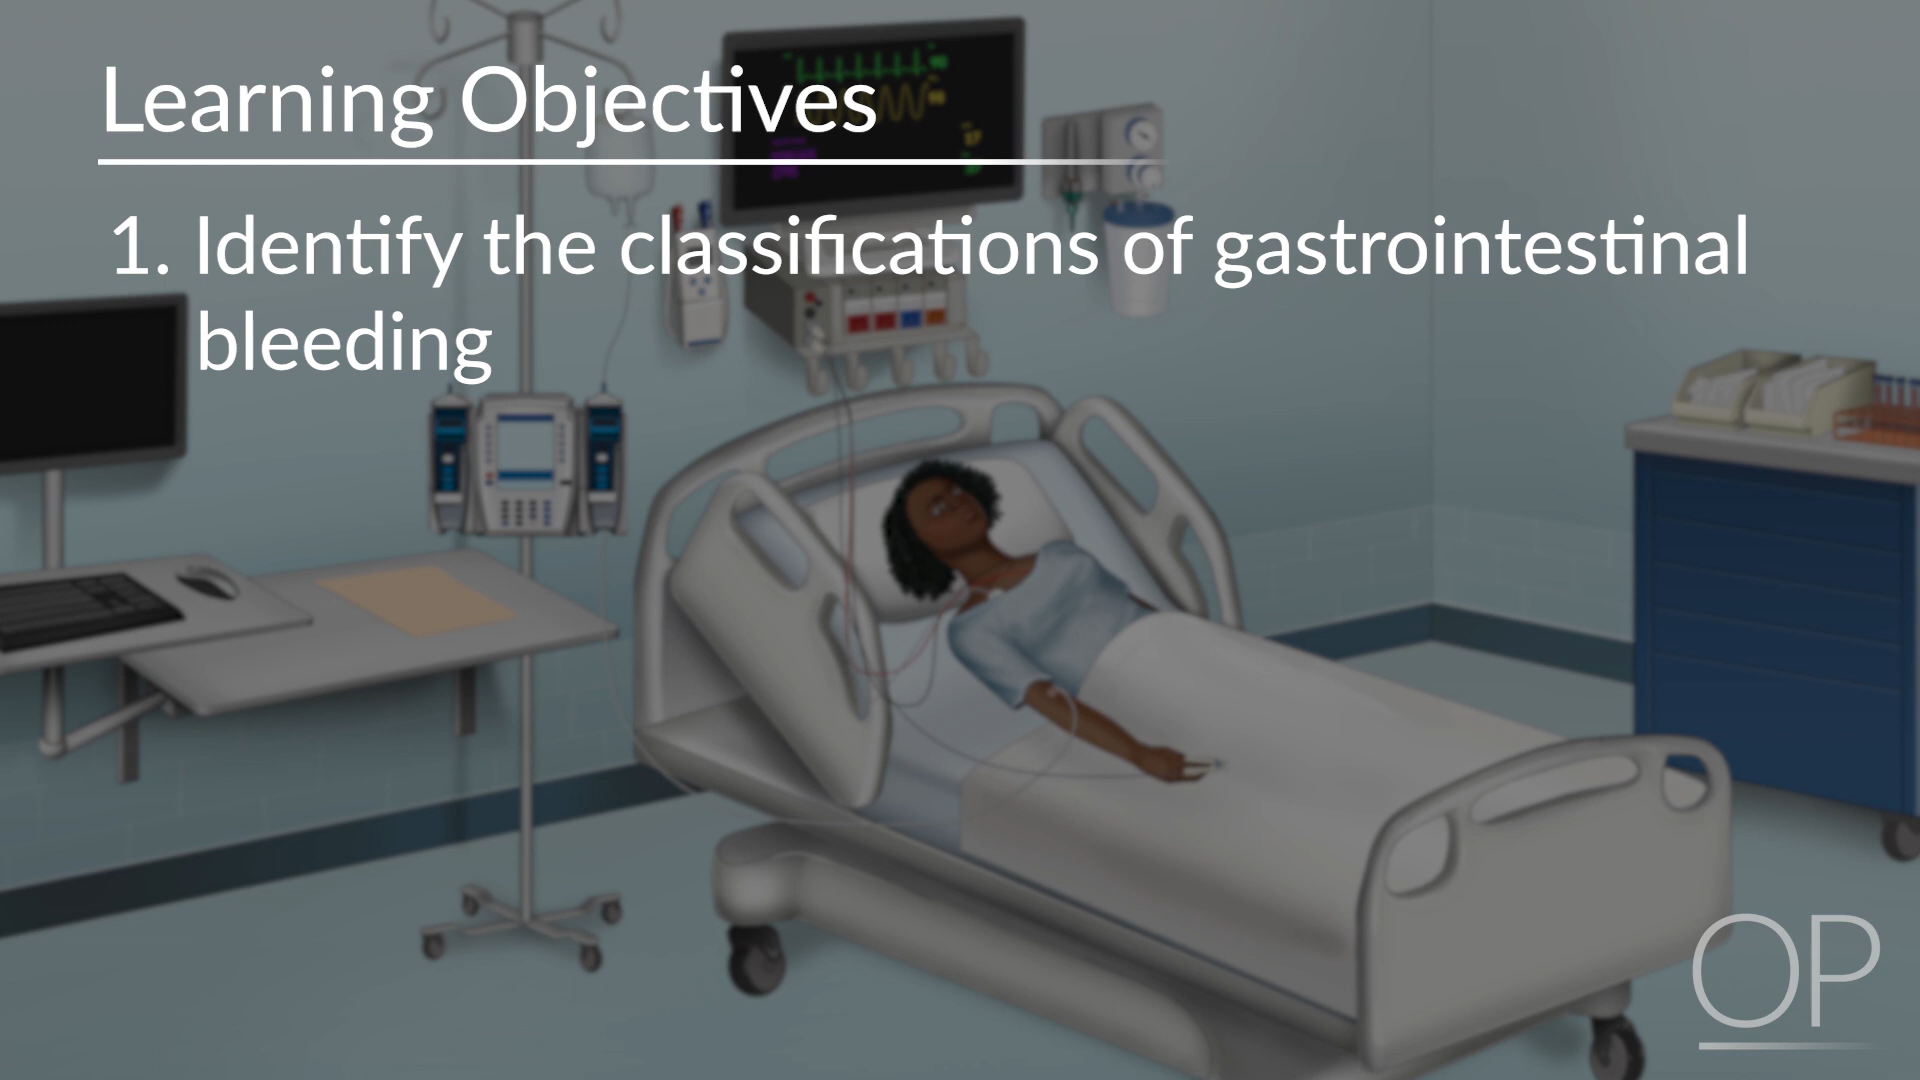 Learning Objectives
1. Identify the classifications of gastrointestinal
bleeding
OP